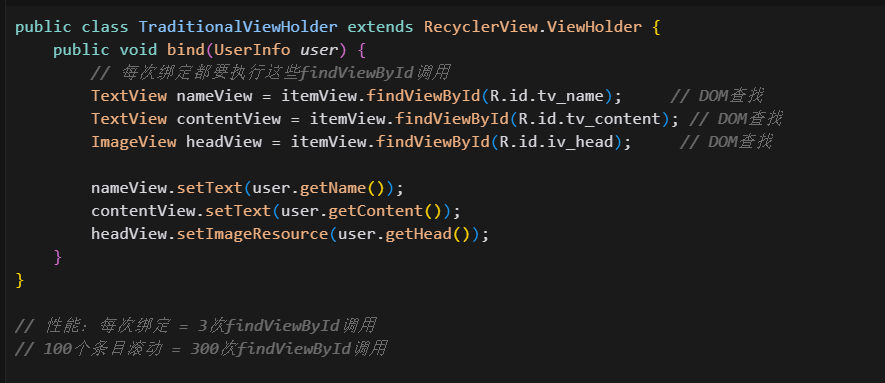 public class TraditionalViewHolder extends RecyclerView.ViewHolder {
    public void bind(UserInfo user) {
        // 每次绑定都要执行这些findViewById调用
        TextView nameView = itemView.findViewById(R.id.tv_name);     // DOM查找
        TextView contentView = itemView.findViewById(R.id.tv_content); // DOM查找
        ImageView headView = itemView.findViewById(R.id.iv_head);     // DOM查找

        nameView.setText(user.getName());
        contentView.setText(user.getContent());
        headView.setImageResource(user.getHead());
    }
}

// 性能: 每次绑定 = 3次findViewById调用
// 100个条目滚动 = 300次findViewById调用